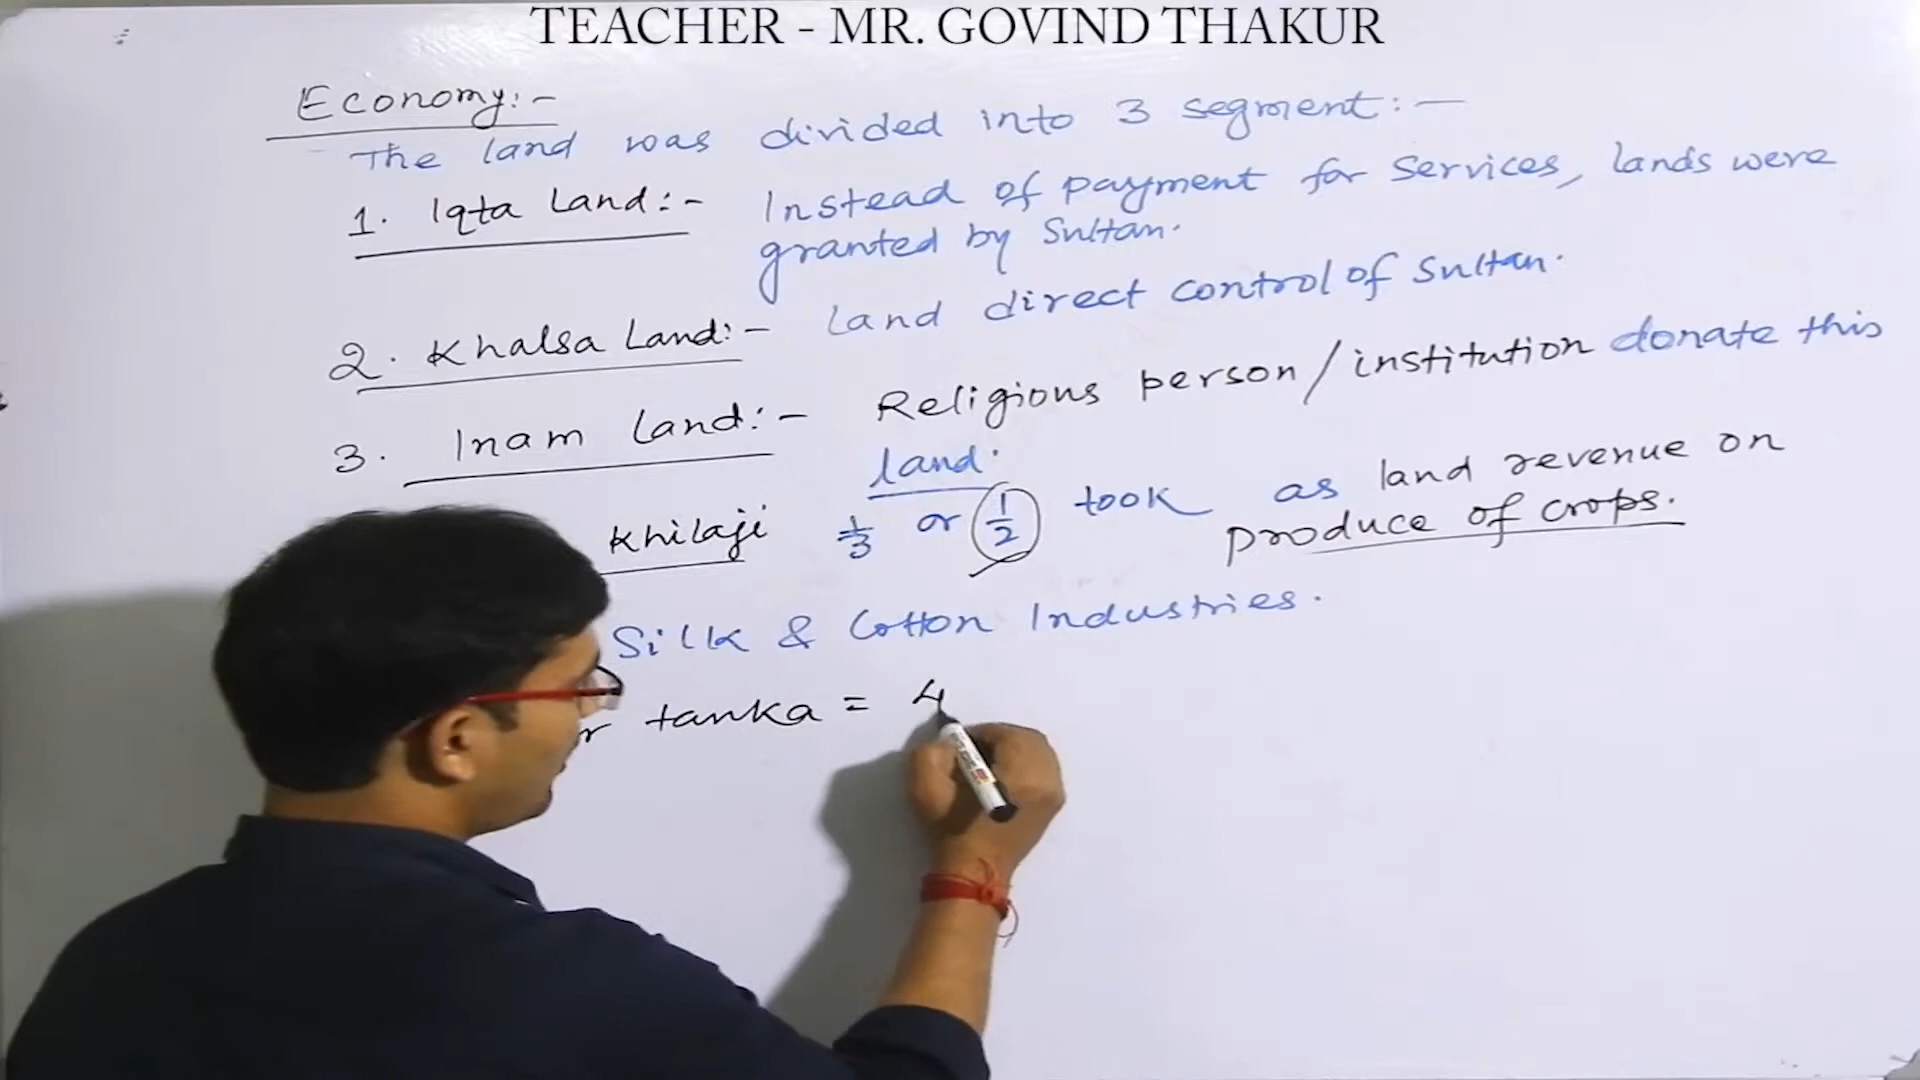 TEACHER - MR. GOVIND THAKUR
Economy:-
The land was divided into 3 segment:-
1. Iqta Land:- Instead of payment for Services, lands were
granted by Sultan.
2. Khalsa Land:- Land direct control of Sultan.
3. Inam Land:- Religious person/institution donate this
land.
Khilaji 1/3 or 1/2 took as land revenue on
produce of crops.
Silk & Cotton Industries.
r tanka = 4